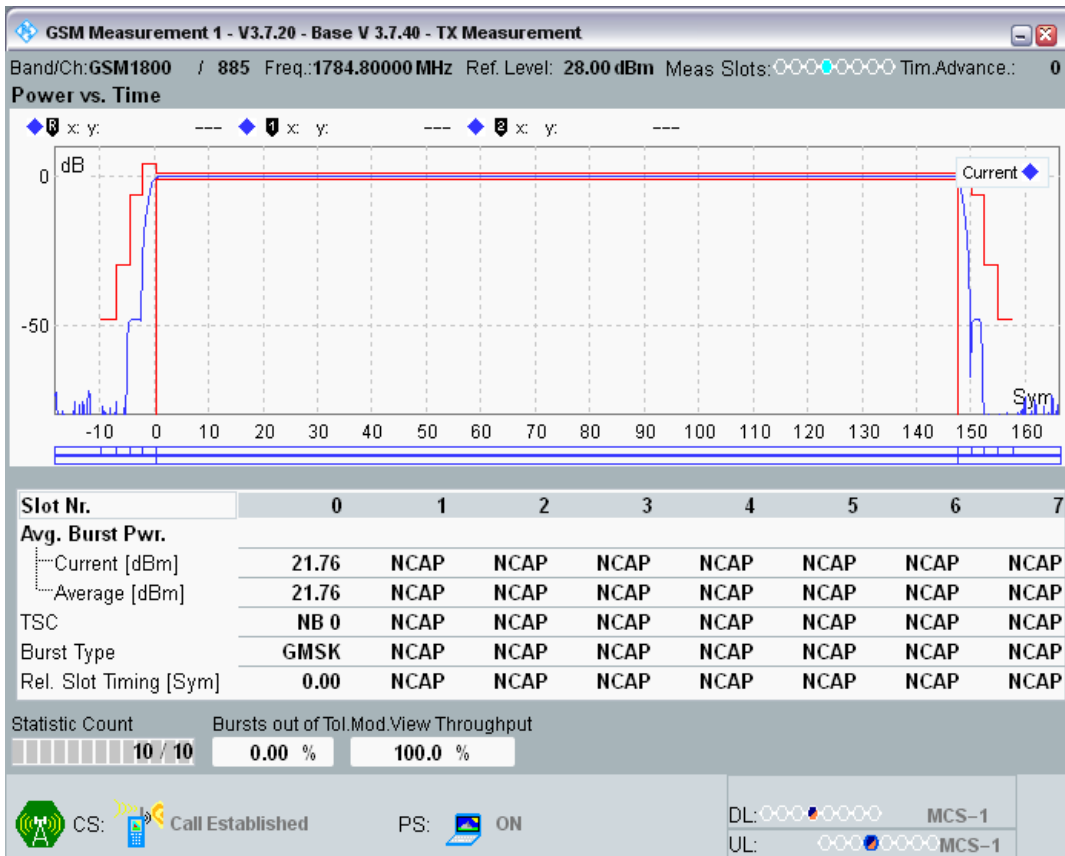 GSM Measurement 1 - V3.7.20 - Base V 3.7.40 - TX Measurement
Band/Ch:GSM1800 / 885 Freq.:1784.80000 MHz Ref. Level: 28.00 dBm Meas Slots: Tim.Advance.: 0
Power vs. Time
R x: y: --- 1 x: y: --- 2 x: y: ---
dB
Current
0
-50
Sym
-10 0 10 20 30 40 50 60 70 80 90 100 110 120 130 140 150 160
Slot Nr. 0 1 2 3 4 5 6 7
Avg. Burst Pwr.
Current [dBm] 21.76 NCAP NCAP NCAP NCAP NCAP NCAP NCAP
Average [dBm] 21.76 NCAP NCAP NCAP NCAP NCAP NCAP NCAP
TSC NB 0 NCAP NCAP NCAP NCAP NCAP NCAP NCAP
Burst Type GMSK NCAP NCAP NCAP NCAP NCAP NCAP NCAP
Rel. Slot Timing [Sym] 0.00 NCAP NCAP NCAP NCAP NCAP NCAP NCAP
Statistic Count Bursts out of Tol.Mod.View Throughput
10 / 10 0.00 % 100.0 %
CS: Call Established PS: ON
DL: MCS-1
UL: MCS-1